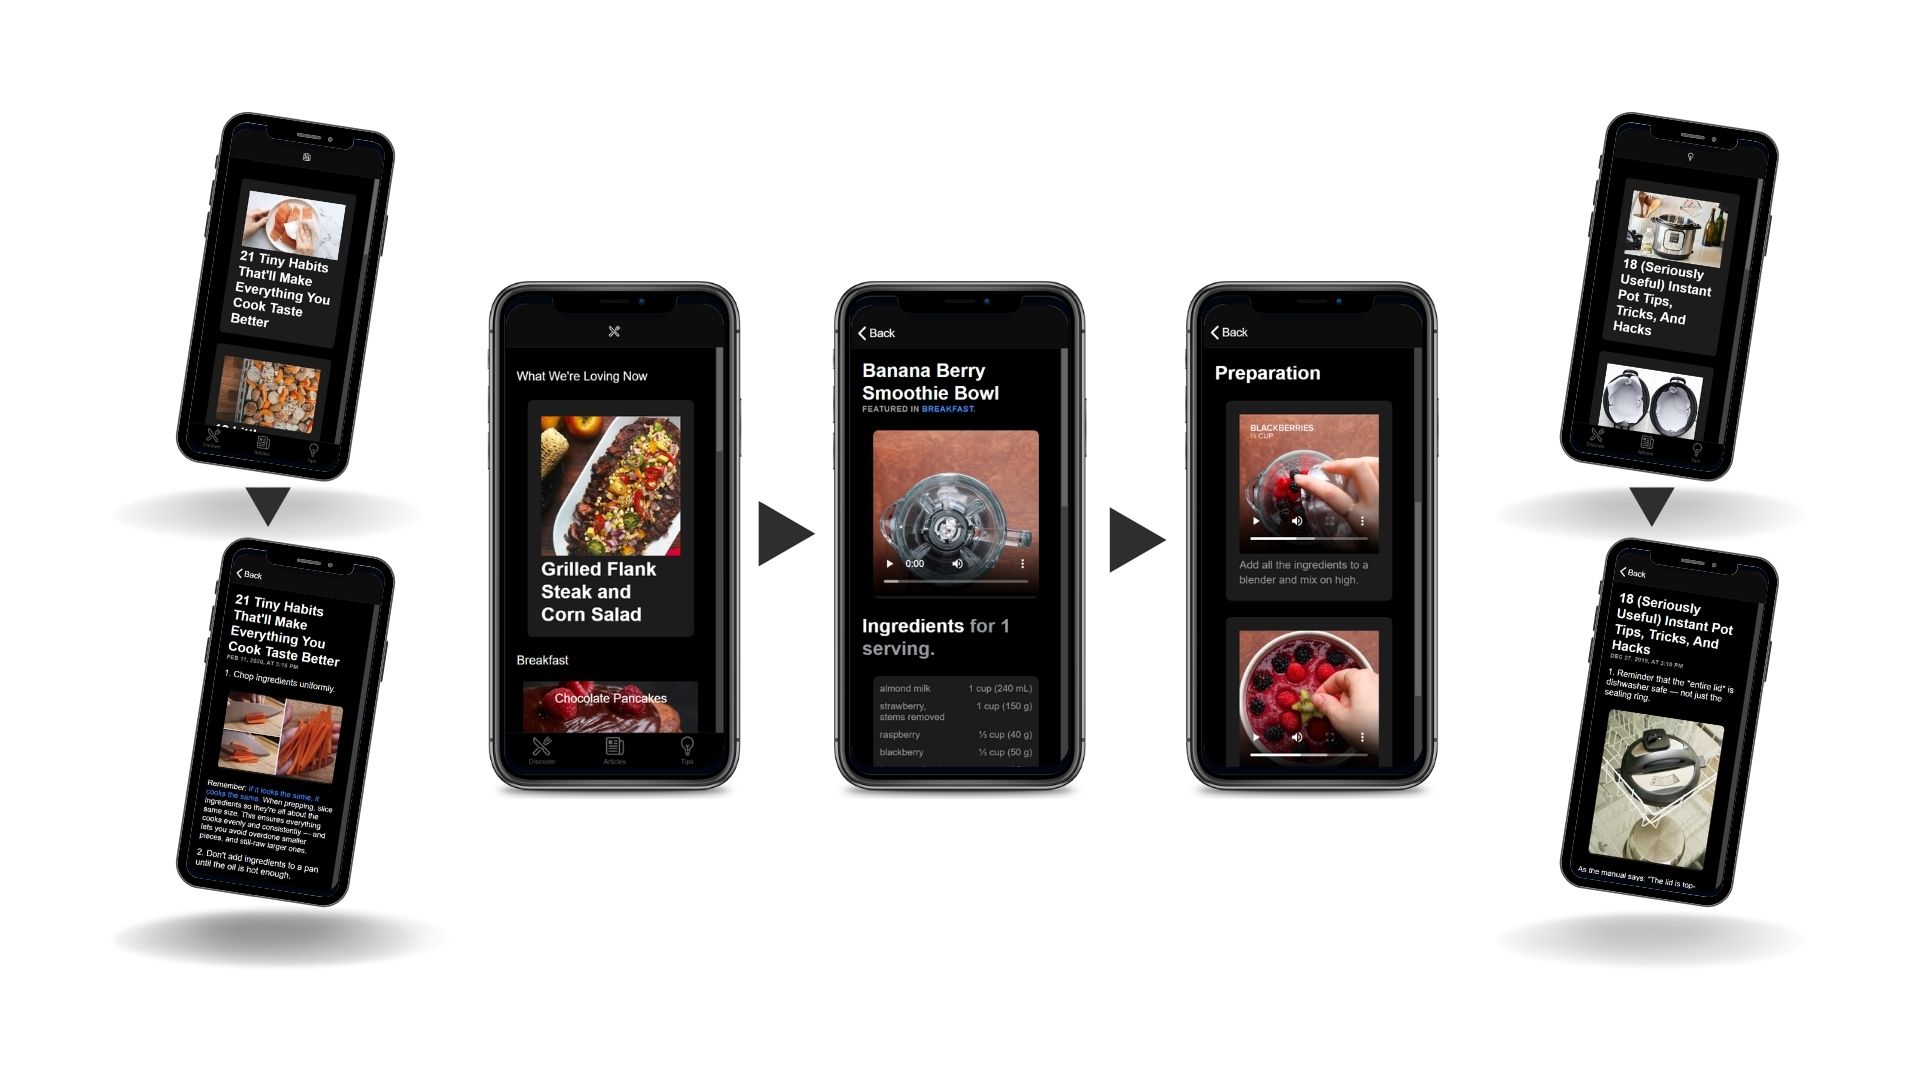 21 Tiny Habits
That'll Make
Everything You
Cook Taste
Better
Discover
Articles
Tips
Back
21 Tiny Habits
That'll Make
Everything You
Cook Taste Better
FEB 11, 2020, AT 3:16 PM
1. Chop ingredients uniformly.
Remember: If it looks the same, it
cooks the same. When prepping, slice
ingredients so they're all about the
same size. This ensures everything
cooks evenly and consistently — and
lets you avoid overdone smaller
pieces, and still-raw larger ones.
2. Don't add ingredients to a pan
until the oil is hot enough.
What We're Loving Now
Grilled Flank
Steak and
Corn Salad
Breakfast
Chocolate Pancakes
Discover
Articles
Tips
Back
Banana Berry
Smoothie Bowl
FEATURED IN BREAKFAST.
0:00
Ingredients for 1
serving.
almond milk 1 cup (240 mL)
strawberry, 1 cup (150 g)
stems removed
raspberry ⅓ cup (40 g)
blackberry ⅓ cup (50 g)
Back
Preparation
BLACKBERRIES
⅓ CUP
Add all the ingredients to a
blender and mix on high.
18 (Seriously
Useful) Instant
Pot Tips,
Tricks, And
Hacks
Discover
Articles
Tips
Back
18 (Seriously
Useful) Instant Pot
Tips, Tricks, And
Hacks
DEC 27, 2019, AT 3:16 PM
1. Reminder that the "entire lid" is
dishwasher safe — not just the
sealing ring.
As the manual says: "The lid is top-